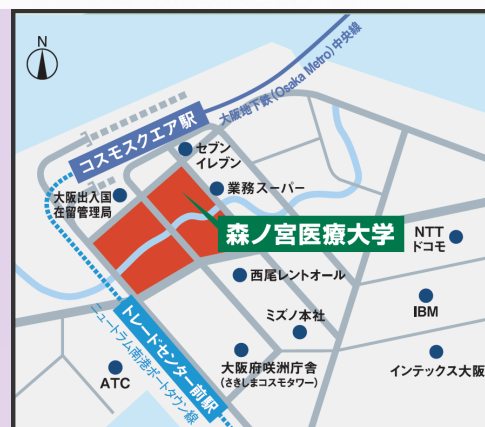 N
大阪地下鉄(Osaka Metro)中央線
コスモスクエア駅
セブン
イレブン
大阪出入国
在留管理局
業務スーパー
森ノ宮医療大学
NTT
ドコモ
西尾レントオール
トレードセンター前駅
ニュートラム南港ポートタウン線
ミズノ本社
IBM
大阪府咲洲庁舎
(さきしまコスモタワー)
インテックス大阪
ATC